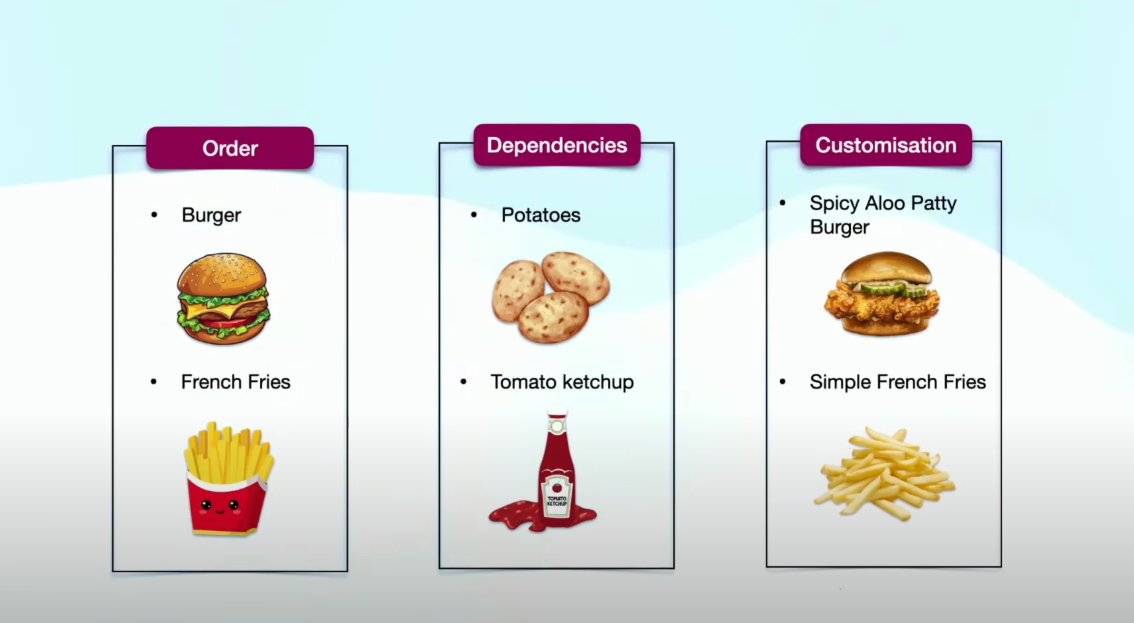 Order
Burger
French Fries
Dependencies
Potatoes
Tomato ketchup
TOMATO
KETCHUP
Customisation
Spicy Aloo Patty
Burger
Simple French Fries